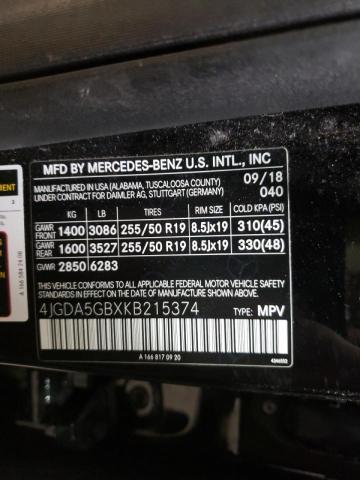 MFD BY MERCEDES-BENZ U.S. INTL., INC
MADE IN USA (ALABAMA, TUSCALOOSA COUNTY) 09/18
UNDER CONTRACT FOR DAIMLER AG, STUTTGART (GERMANY) 040
KG LB TIRES RIM SIZE COLD KPA (PSI)
GAWR FRONT 1400 3086 255/50 R19 8.5Jx19 310(45)
GAWR REAR 1600 3527 255/50 R19 8.5Jx19 330(48)
GVWR 2850 6283
THIS VEHICLE CONFORMS TO ALL APPLICABLE U.S. FEDERAL MOTOR VEHICLE
SAFETY STANDARDS IN EFFECT ON THE DATE OF MANUFACTURE SHOWN ABOVE.
4JGDA5GBXKB215374 TYPE: MPV
A 166 817 09 20